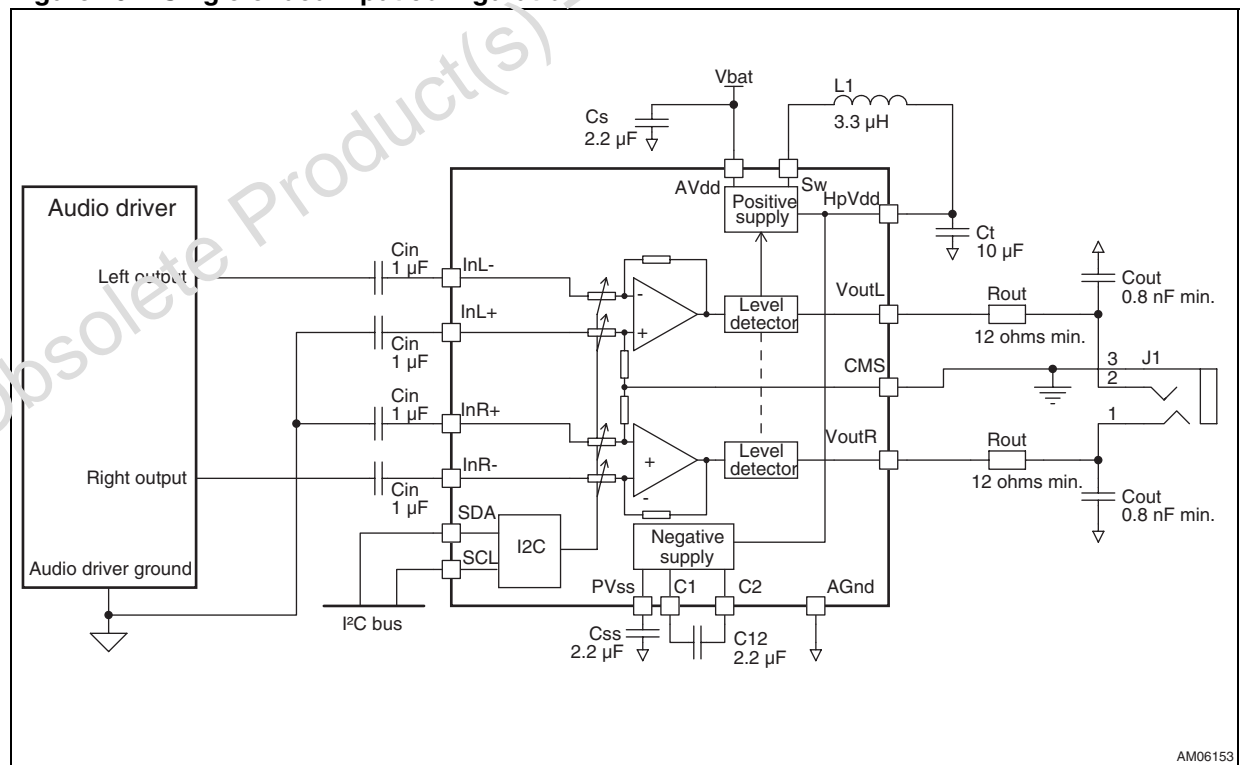 Obsolete Product(s)
Vbat
L1
3.3 µH
Cs
2.2 µF
AVdd
Sw
HpVdd
Positive
supply
Ct
10 µF
Audio driver
Left output
Cin
1 µF
InL-
-
+
Level
detector
VoutL
Rout
12 ohms min.
Cout
0.8 nF min.
InL+
Cin
1 µF
CMS
3
J1
2
1
Cin
1 µF
InR+
+
-
Level
detector
VoutR
Rout
12 ohms min.
Cout
0.8 nF min.
Right output
Cin
1 µF
InR-
SDA
SCL
I2C
I²C bus
Negative
supply
PVss
C1
C2
AGnd
Css
2.2 µF
C12
2.2 µF
Audio driver ground
AM06153